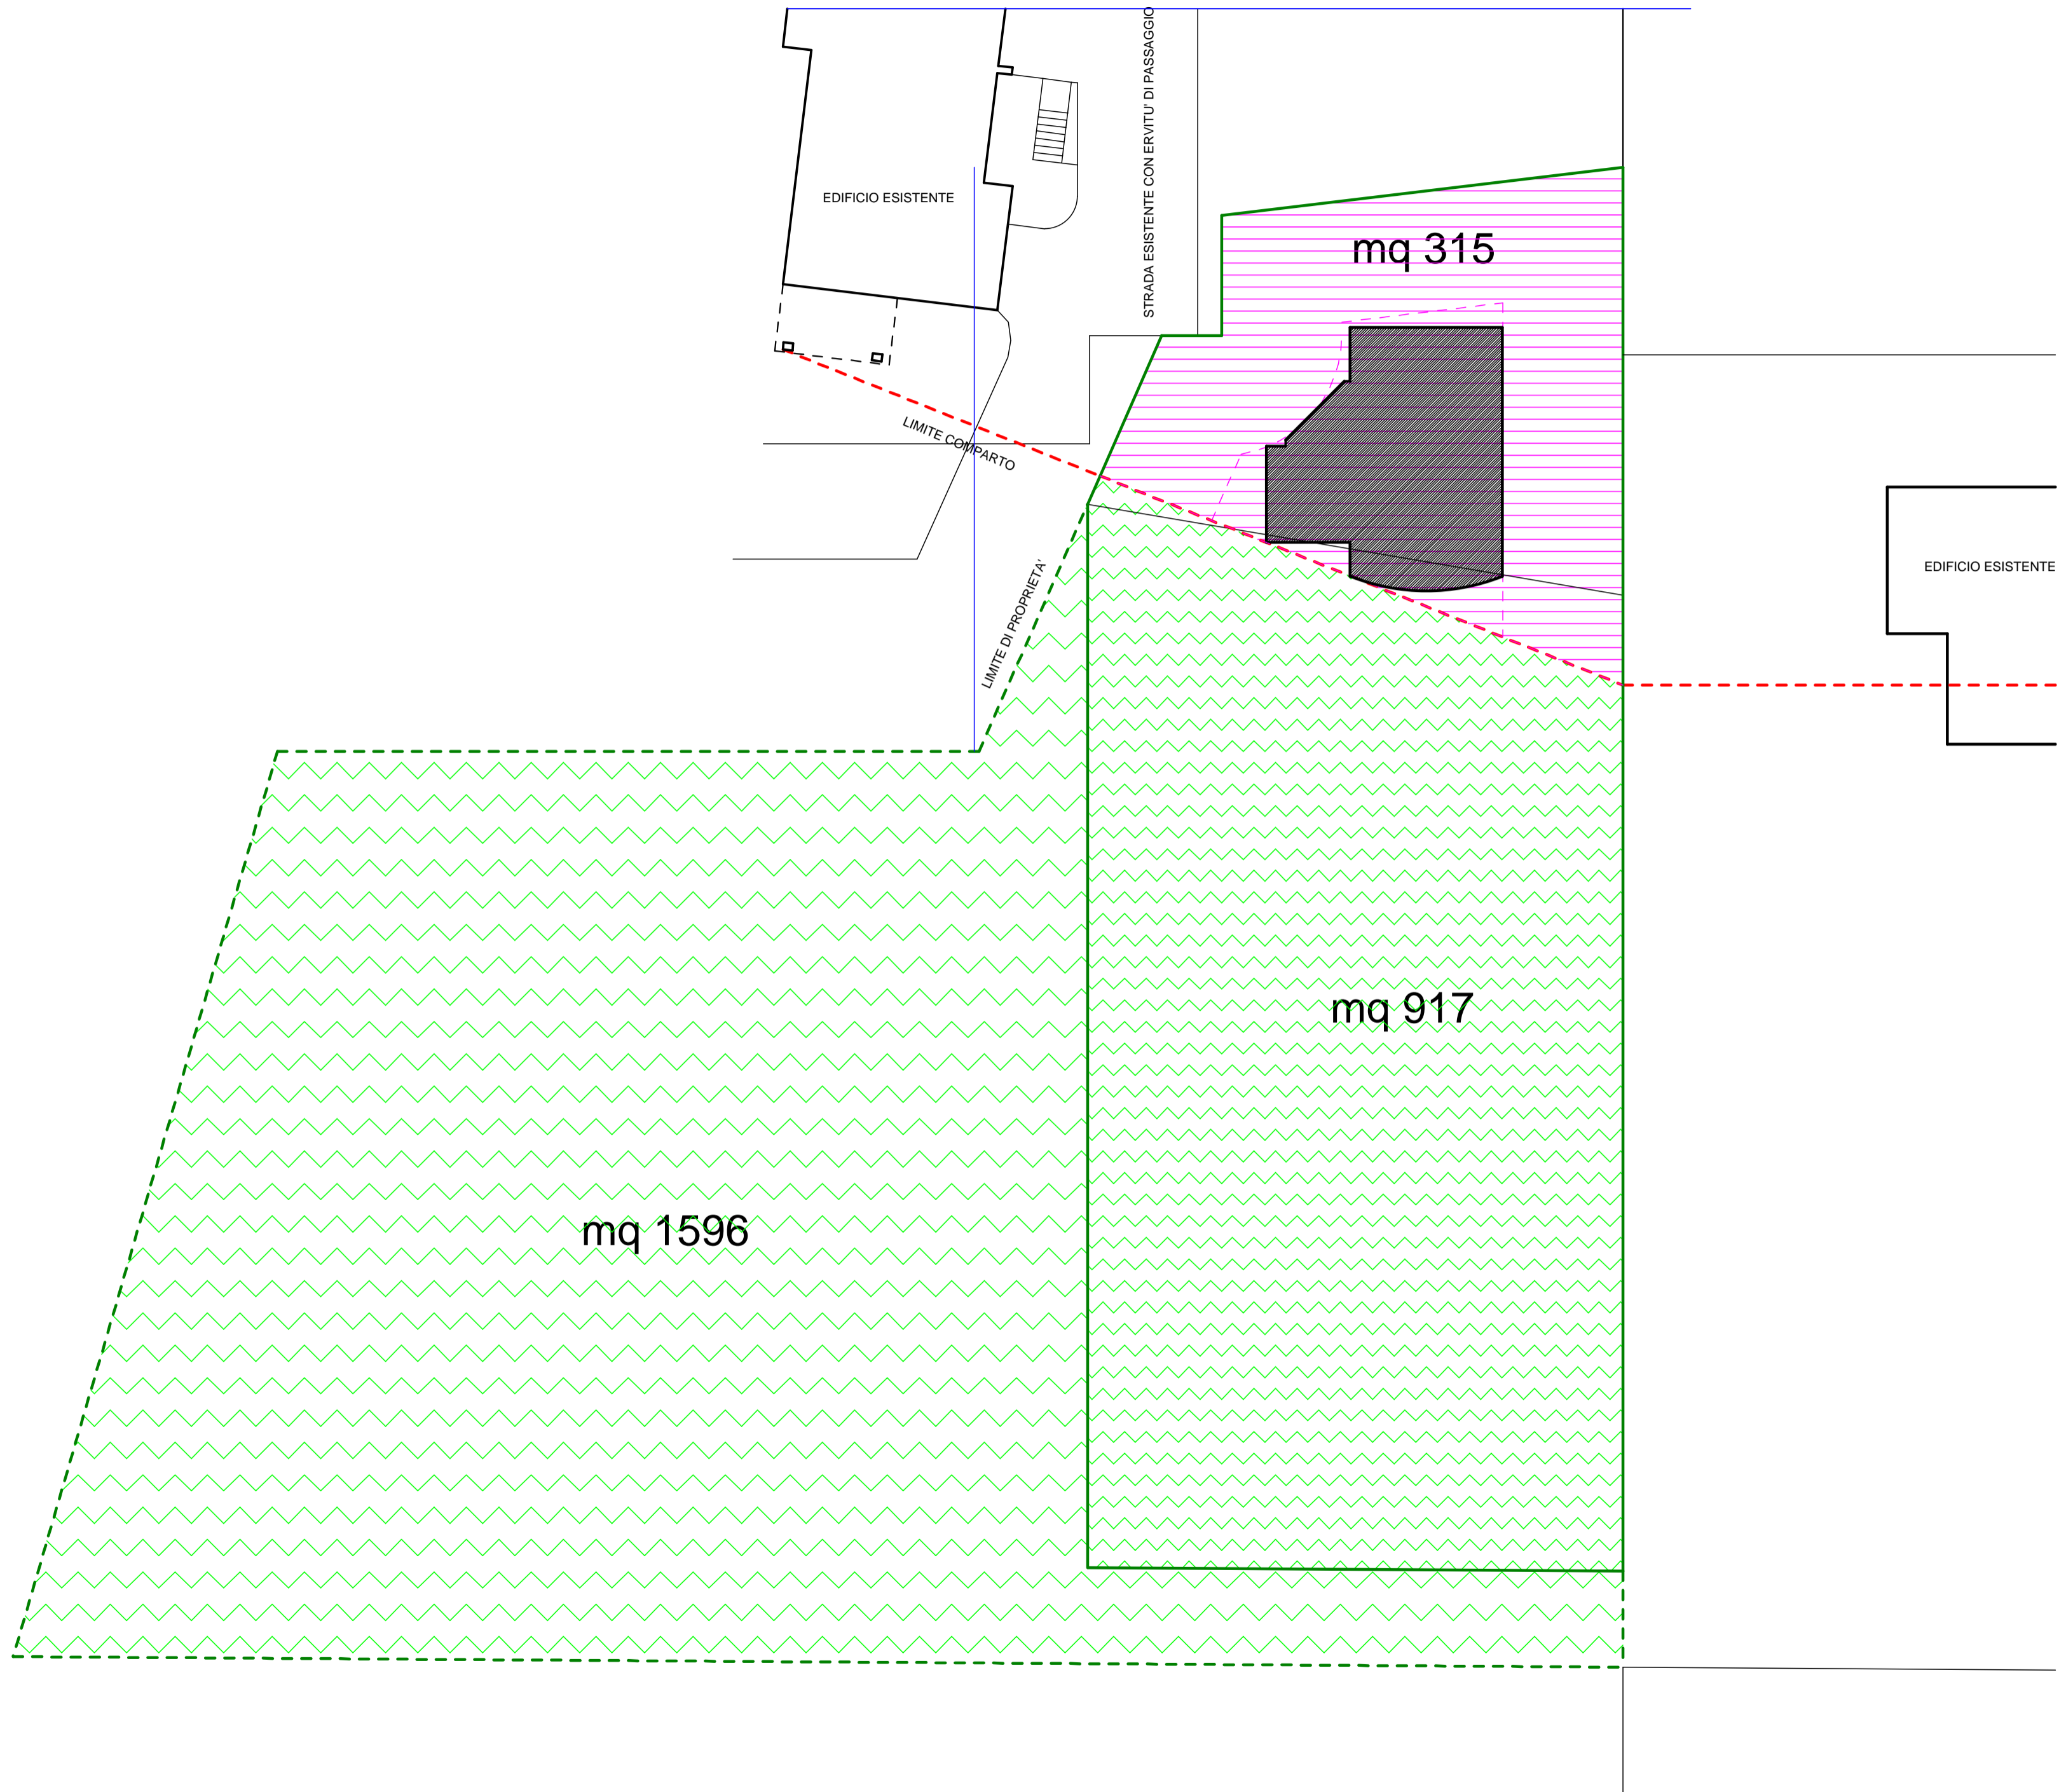 STRADA ESISTENTE CON ERVITU' DI PASSAGGIO
EDIFICIO ESISTENTE
mq 315
LIMITE COMPARTO
EDIFICIO ESISTENTE
LIMITE DI PROPRIETA'
mq 917
mq 1596